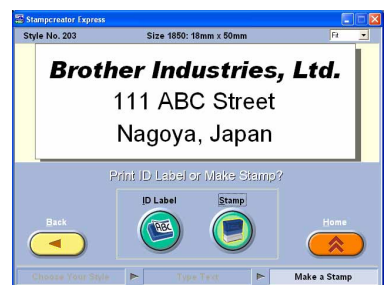 Stampcreator Express
Style No. 203 Size 1850: 18mm x 50mm Fit
Brother Industries, Ltd.
111 ABC Street
Nagoya, Japan
Print ID Label or Make Stamp?
ID Label Stamp
ABC
Back Home
Choose Your Style Type Text Make a Stamp